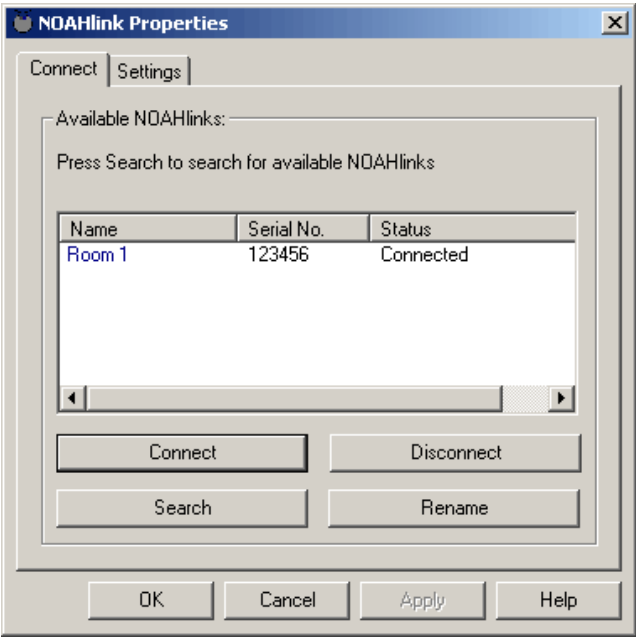 NOAHlink Properties
Connect Settings
Available NOAHlinks:
Press Search to search for available NOAHlinks
Name Serial No. Status
Room 1 123456 Connected
Connect Disconnect
Search Rename
OK Cancel Apply Help